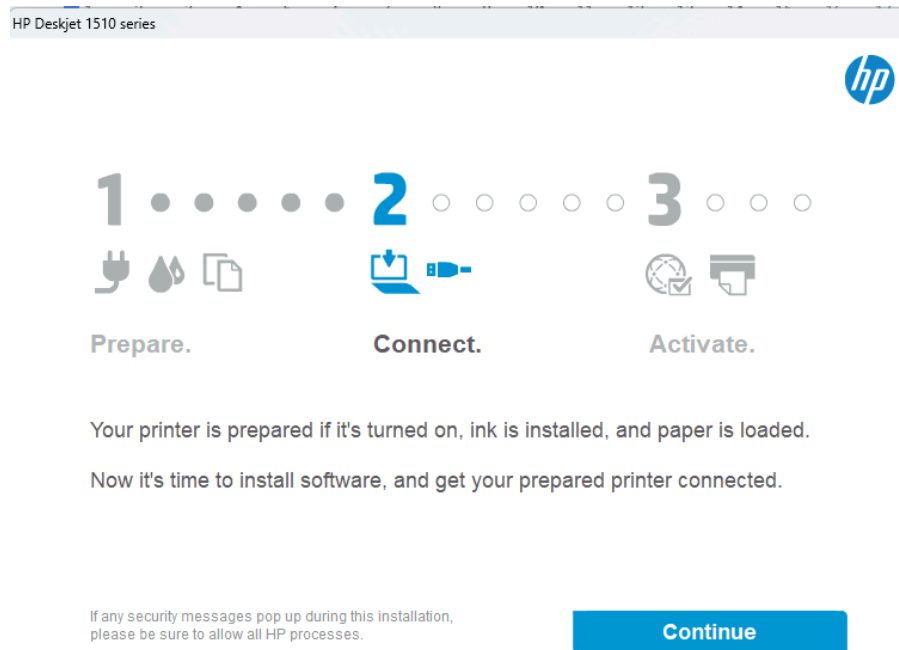 HP Deskjet 1510 series
hp
1 2 3
Prepare. Connect. Activate.
Your printer is prepared if it's turned on, ink is installed, and paper is loaded.
Now it's time to install software, and get your prepared printer connected.
If any security messages pop up during this installation,
please be sure to allow all HP processes.
Continue